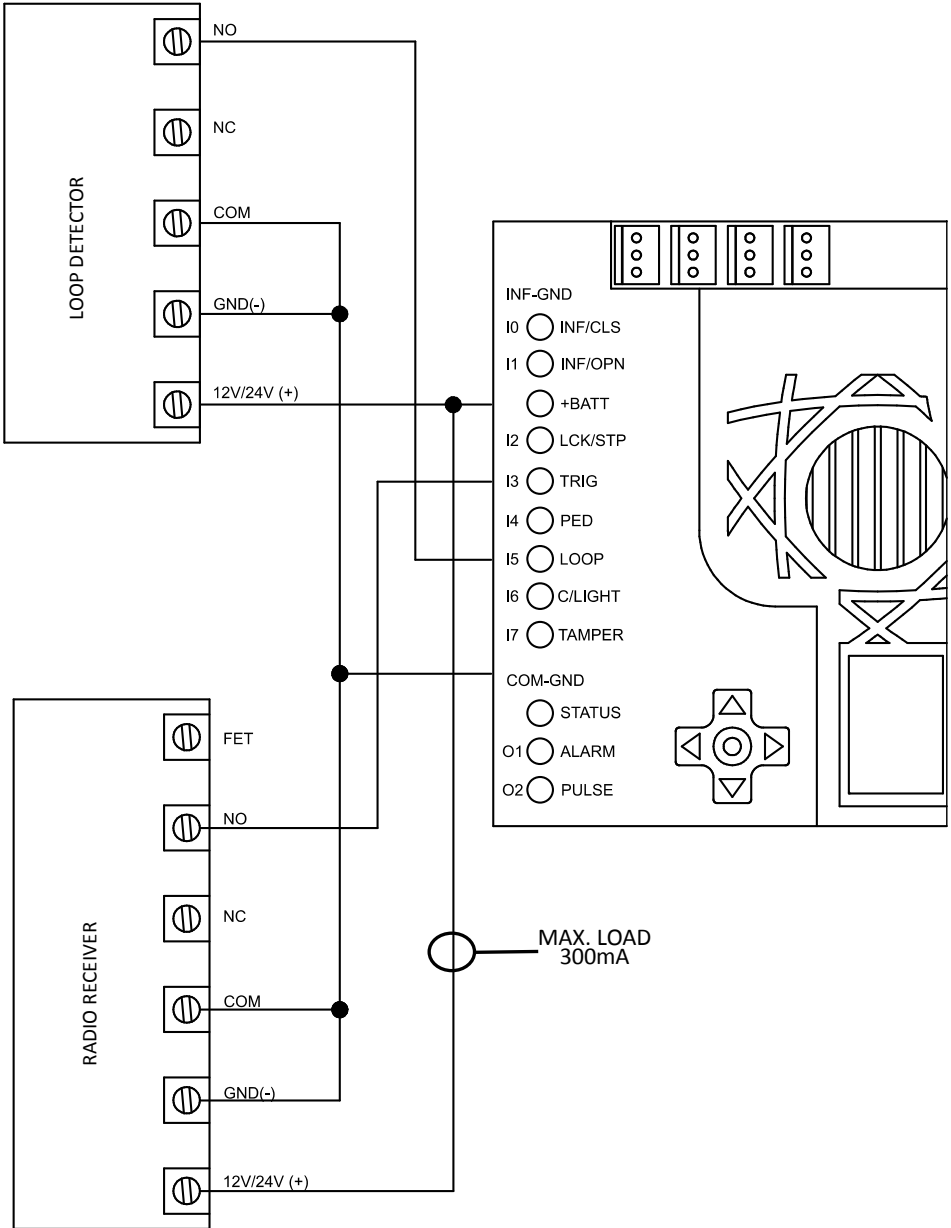 LOOP DETECTOR
NO
NC
COM
GND(-)
12V/24V (+)
INF-GND
I0 INF/CLS
I1 INF/OPN
+BATT
I2 LCK/STP
I3 TRIG
I4 PED
I5 LOOP
I6 C/LIGHT
I7 TAMPER
COM-GND
STATUS
O1 ALARM
O2 PULSE
RADIO RECEIVER
FET
NO
NC
COM
GND(-)
12V/24V (+)
MAX. LOAD
300mA